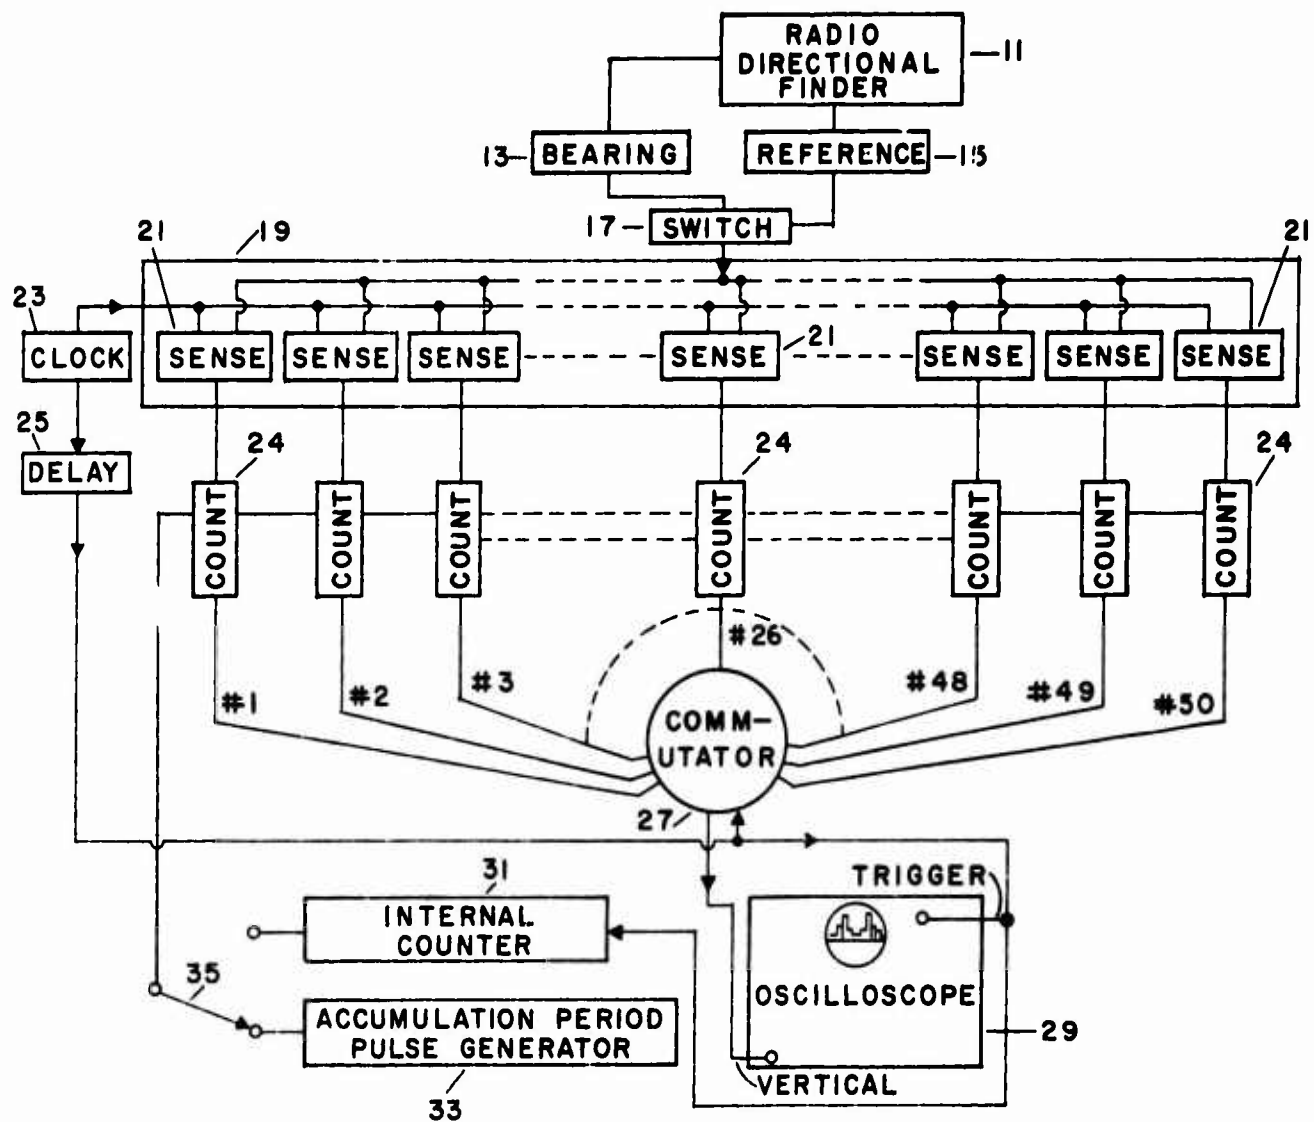 RADIO
DIRECTIONAL
FINDER
11
13
BEARING
REFERENCE
15
17
SWITCH
21
19
21
23
CLOCK
SENSE
SENSE
SENSE
SENSE
21
SENSE
SENSE
SENSE
25
DELAY
24
24
24
COUNT
COUNT
COUNT
COUNT
COUNT
COUNT
COUNT
#1
#2
#3
#26
#48
#49
#50
COMM-
UTATOR
27
31
INTERNAL
COUNTER
TRIGGER
35
OSCILLOSCOPE
29
ACCUMULATION PERIOD
PULSE GENERATOR
VERTICAL
33